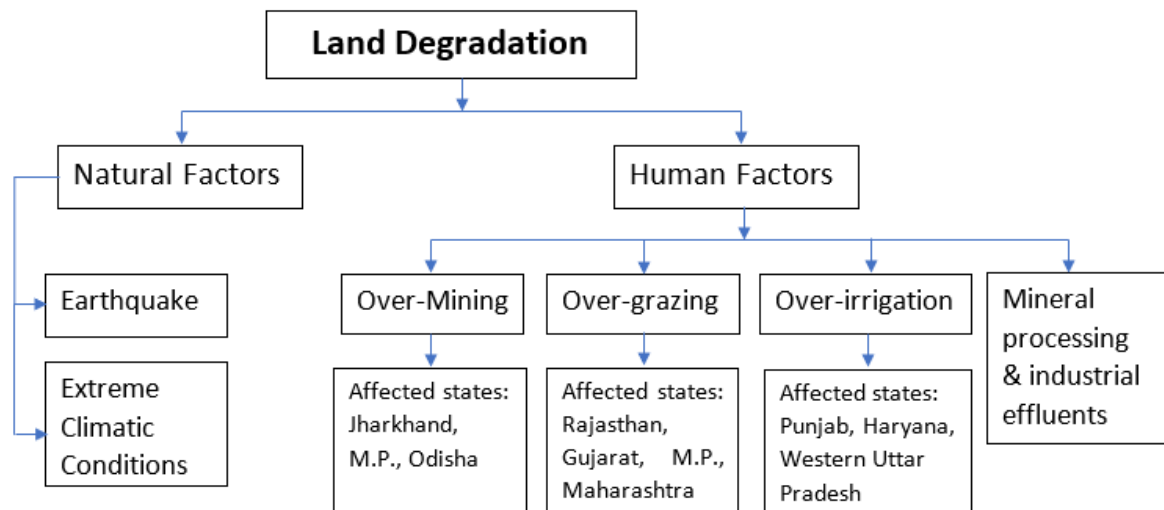 Land Degradation
Natural Factors
Human Factors
Earthquake
Extreme
Climatic
Conditions
Over-Mining
Affected states:
Jharkhand,
M.P., Odisha
Over-grazing
Affected states:
Rajasthan,
Gujarat, M.P.,
Maharashtra
Over-irrigation
Affected states:
Punjab, Haryana,
Western Uttar
Pradesh
Mineral
processing
& industrial
effluents